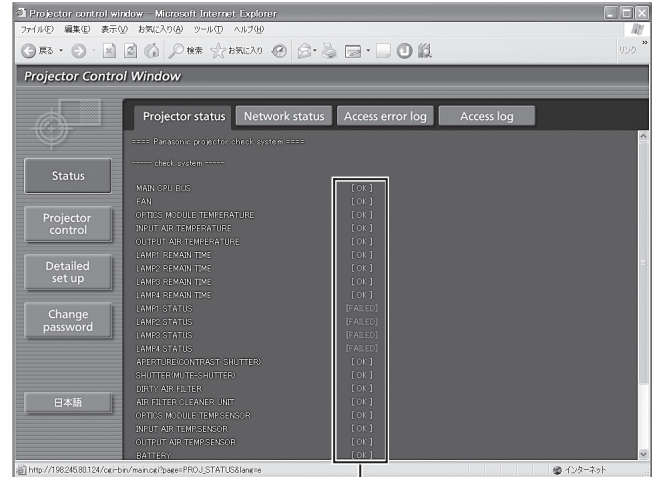 Projector control window - Microsoft Internet Explorer
ファイル(F) 編集(E) 表示(V) お気に入り(A) ツール(T) ヘルプ(H)
戻る 検索 お気に入り リンク »
Projector Control Window
Projector status Network status Access error log Access log
==== Panasonic projector check system ====
----- check system -----
Status
MAIN CPU BUS [ OK ]
FAN [ OK ]
OPTICS MODULE TEMPERATURE [ OK ]
INPUT AIR TEMPERATURE [ OK ]
OUTPUT AIR TEMPERATURE [ OK ]
LAMP1 REMAIN TIME [ OK ]
LAMP2 REMAIN TIME [ OK ]
LAMP3 REMAIN TIME [ OK ]
LAMP4 REMAIN TIME [ OK ]
LAMP1 STATUS [FAILED]
LAMP2 STATUS [FAILED]
LAMP3 STATUS [FAILED]
LAMP4 STATUS [FAILED]
APERTURE(CONTRAST-SHUTTER) [ OK ]
SHUTTER(MUTE-SHUTTER) [ OK ]
DIRTY AIR FILTER [ OK ]
AIR FILTER CLEANER UNIT [ OK ]
OPTICS MODULE TEMP.SENSOR [ OK ]
INPUT AIR TEMP.SENSOR [ OK ]
OUTPUT AIR TEMP.SENSOR [ OK ]
BATTERY [ OK ]
Projector control
Detailed set up
Change password
日本語
http://198.245.80.124/cgi-bin/main.cgi?page=PROJ_STATUS&lang=e インターネット